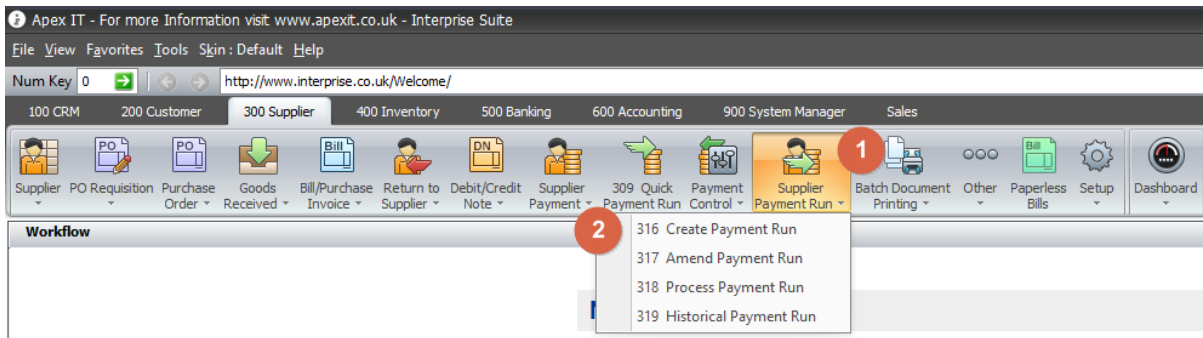 Apex IT - For more Information visit www.apexit.co.uk - Interprise Suite
File View Favorites Tools Skin : Default Help
Num Key 0 http://www.interprise.co.uk/Welcome/
100 CRM 200 Customer 300 Supplier 400 Inventory 500 Banking 600 Accounting 900 System Manager Sales
PO PO Bill DN 1 Bill
Supplier PO Requisition Purchase Goods Bill/Purchase Return to Debit/Credit Supplier 309 Quick Payment Supplier Batch Document Other Paperless Setup Dashboard
Order Received Invoice Supplier Note Payment Payment Run Control Payment Run Printing Bills
Workflow
2 316 Create Payment Run
317 Amend Payment Run
318 Process Payment Run
319 Historical Payment Run